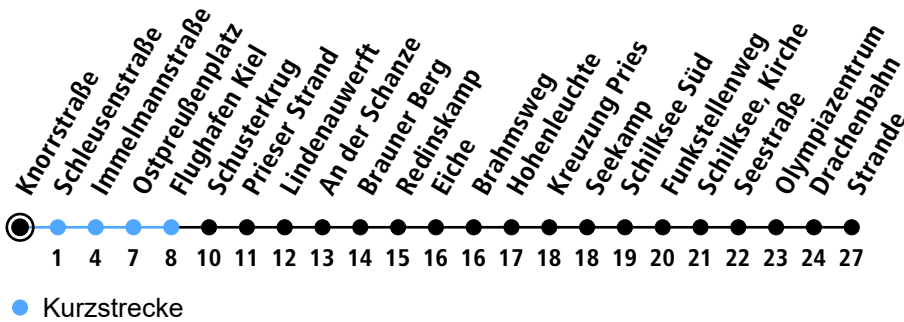 Knorrstraße
Schleusenstraße
Immelmannstraße
Ostpreußenplatz
Flughafen Kiel
Schusterkrug
Prieser Strand
Lindenauwerft
An der Schanze
Brauner Berg
Redinskamp
Eiche
Brahmsweg
Hohenleuchte
Kreuzung Pries
Seekamp
Schilksee Süd
Funkstellenweg
Schilksee, Kirche
Seestraße
Olympiazentrum
Drachenbahn
Strande
1 4 7 8 10 11 12 13 14 15 16 16 17 18 18 19 20 21 22 23 24 27
Kurzstrecke